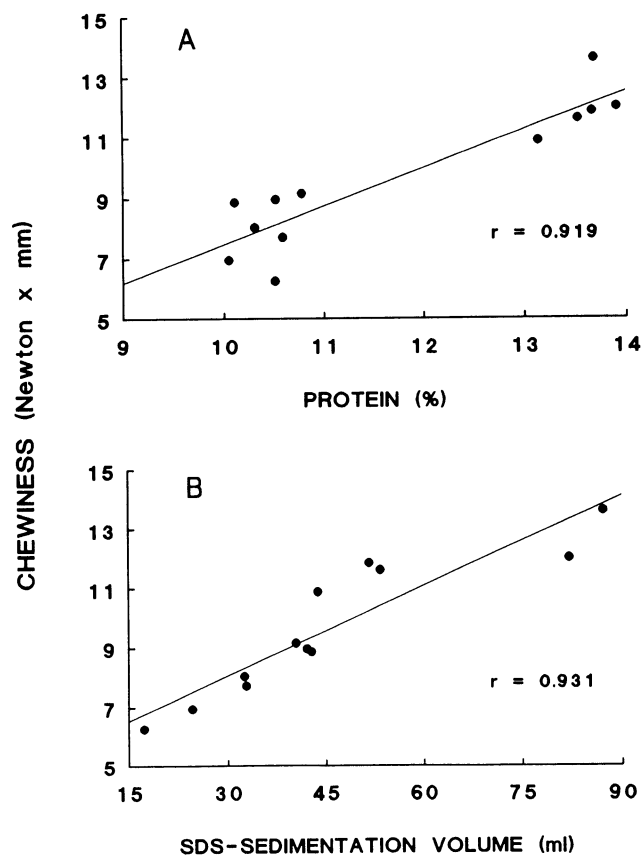 CHEWINESS (Newton x mm)
A
15
13
11
9
7
5
r = 0.919
9 10 11 12 13 14
PROTEIN (%)
B
15
13
11
9
7
5
r = 0.931
15 30 45 60 75 90
SDS-SEDIMENTATION VOLUME (ml)